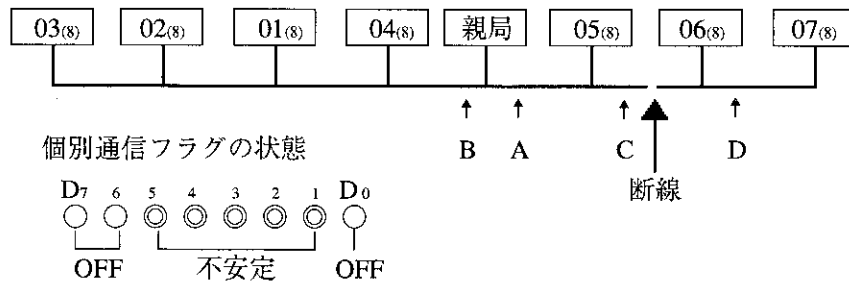 03(8) 02(8) 01(8) 04(8) 親局 05(8) 06(8) 07(8)
B A C D
断線
個別通信フラグの状態
D7 6 5 4 3 2 1 D0
OFF 不安定 OFF